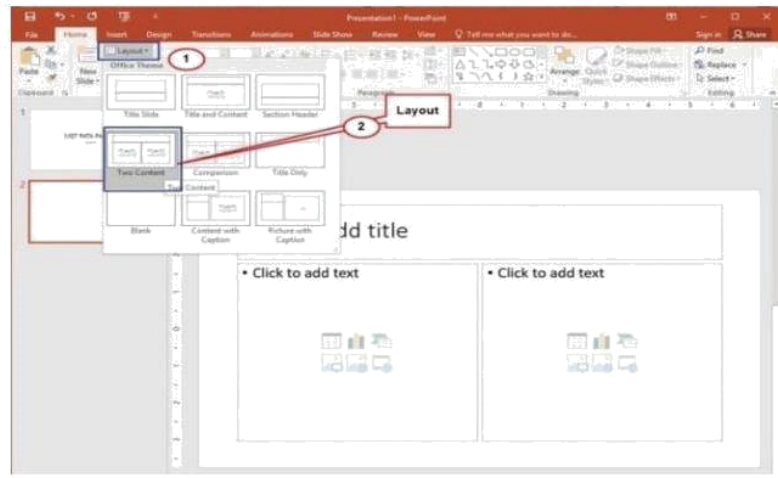 Presentation1 - PowerPoint
File Home Insert Design Transitions Animations Slide Show Review View Tell me what you want to do... Sign in Share
Layout
1
Paste
New
Slide
Office Theme
Title Slide Title and Content Section Header
Two Content Comparison Title Only
Two Content
Blank Content with Caption Picture with Caption
Clipboard
Paragraph
Arrange Quick
Styles
Shape Fill
Shape Outline
Shape Effects
Drawing
Find
Replace
Select
Editing
Layout
2
1
2
dd title
• Click to add text
• Click to add text